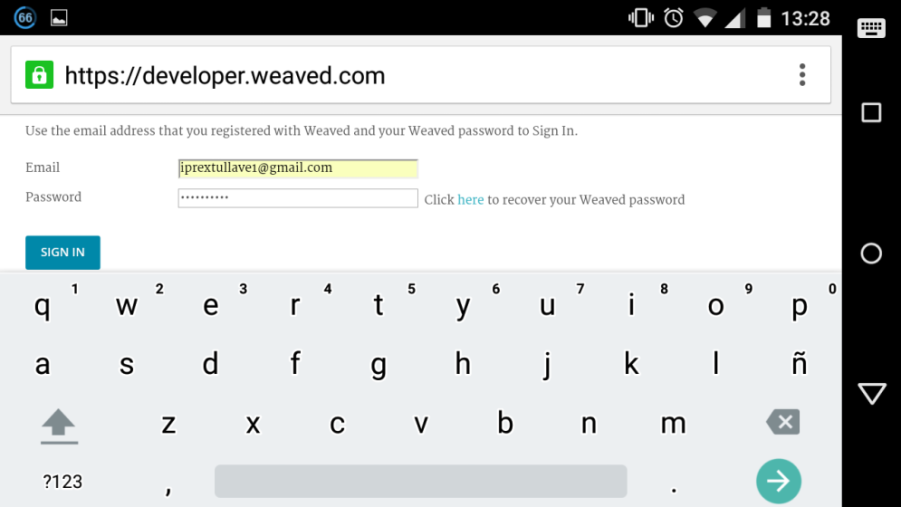 66
13:28
https://developer.weaved.com
Use the email address that you registered with Weaved and your Weaved password to Sign In.
Email
iprextullave1@gmail.com
Password
••••••••••
Click here to recover your Weaved password
SIGN IN
q 1 w 2 e 3 r 4 t 5 y 6 u 7 i 8 o 9 p 0
a s d f g h j k l ñ
z x c v b n m
?123 , .